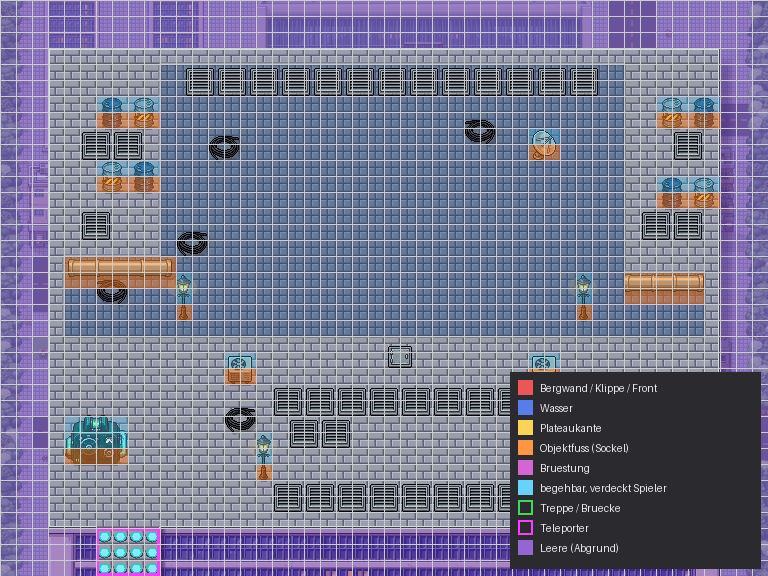 Bergwand / Klippe / Front
Wasser
Plateaukante
Objektfuss (Sockel)
Bruestung
begehbar, verdeckt Spieler
Treppe / Bruecke
Teleporter
Leere (Abgrund)